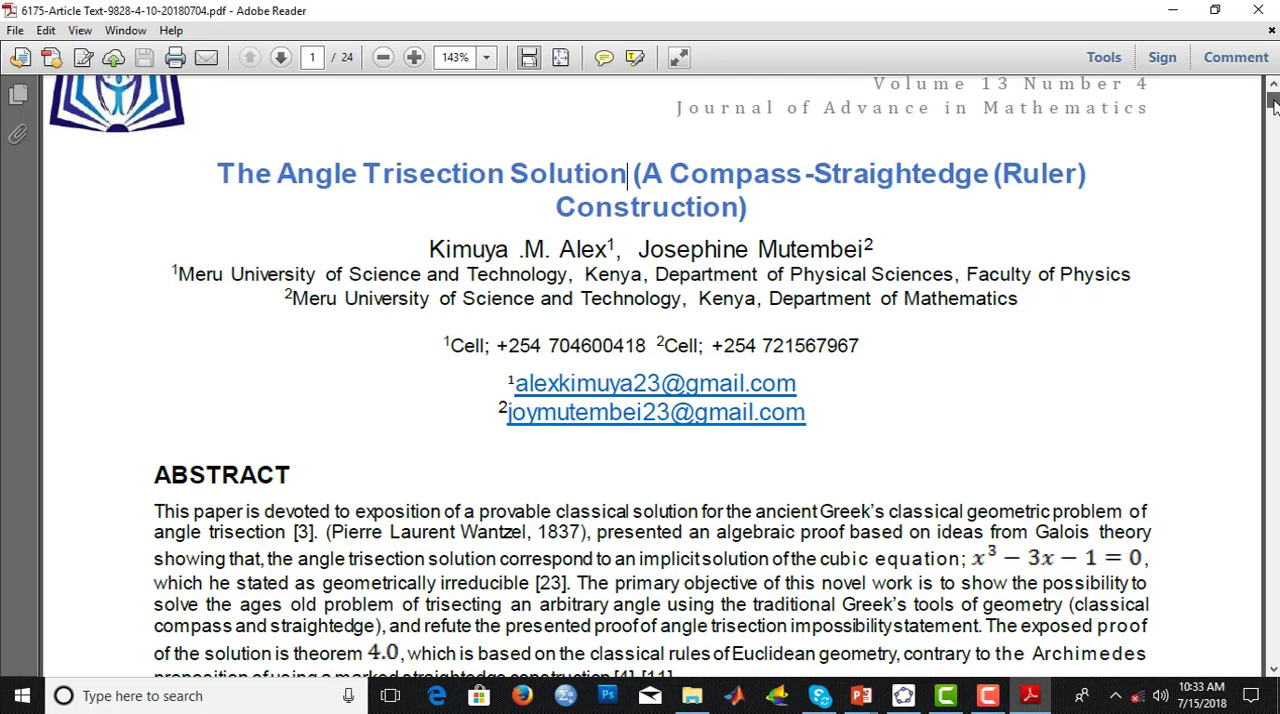 6175-Article Text-9828-4-10-20180704.pdf - Adobe Reader
File Edit View Window Help
1 / 24 143% Tools Sign Comment
Volume 13 Number 4
Journal of Advance in Mathematics
The Angle Trisection Solution (A Compass-Straightedge (Ruler)
Construction)
Kimuya .M. Alex¹, Josephine Mutembei²
¹Meru University of Science and Technology, Kenya, Department of Physical Sciences, Faculty of Physics
²Meru University of Science and Technology, Kenya, Department of Mathematics
¹Cell; +254 704600418 ²Cell; +254 721567967
¹alexkimuya23@gmail.com
²joymutembei23@gmail.com
ABSTRACT
This paper is devoted to exposition of a provable classical solution for the ancient Greek’s classical geometric problem of
angle trisection [3]. (Pierre Laurent Wantzel, 1837), presented an algebraic proof based on ideas from Galois theory
showing that, the angle trisection solution correspond to an implicit solution of the cubic equation; x³ − 3x − 1 = 0,
which he stated as geometrically irreducible [23]. The primary objective of this novel work is to show the possibility to
solve the ages old problem of trisecting an arbitrary angle using the traditional Greek’s tools of geometry (classical
compass and straightedge), and refute the presented proof of angle trisection impossibility statement. The exposed proof
of the solution is theorem 4.0, which is based on the classical rules of Euclidean geometry, contrary to the Archimedes
proposition of using a marked straightedge construction [4], [11].
Type here to search
10:33 AM
7/15/2018